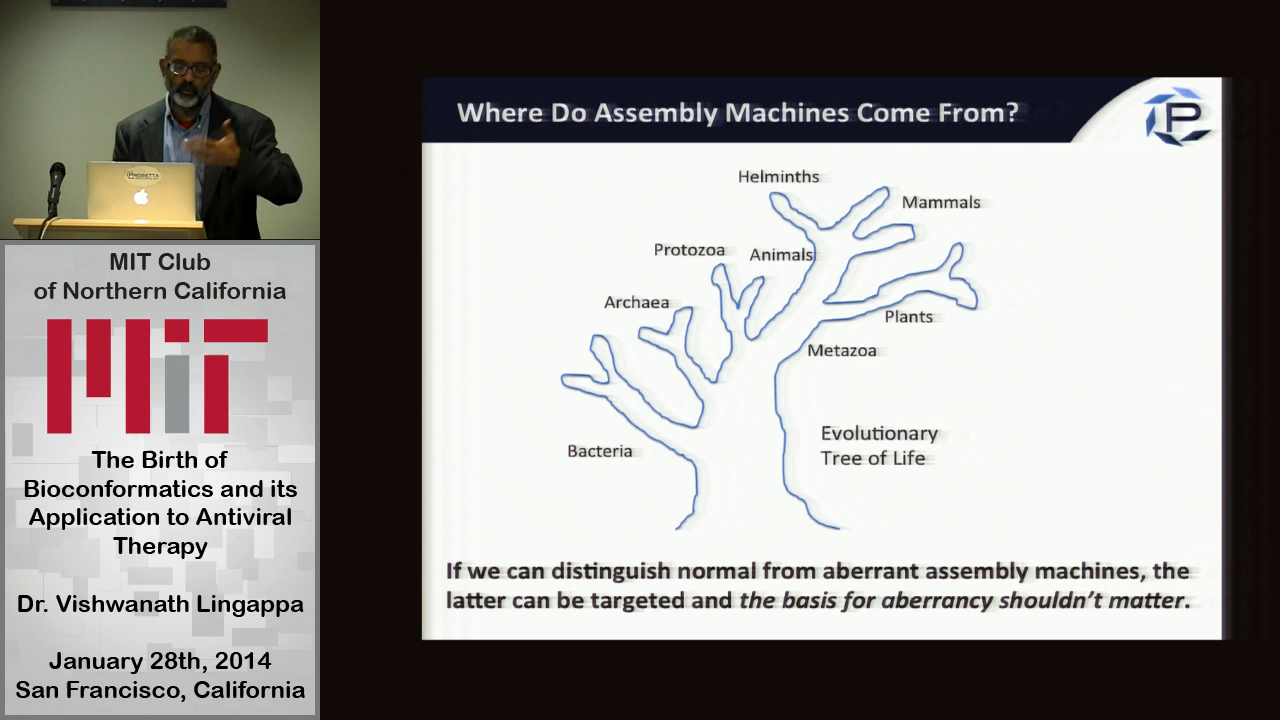 PROSETTA
MIT Club
of Northern California
MIT
The Birth of
Bioconformatics and its
Application to Antiviral
Therapy
Dr. Vishwanath Lingappa
January 28th, 2014
San Francisco, California
Where Do Assembly Machines Come From?
P
Helminths
Mammals
Protozoa
Animals
Archaea
Plants
Metazoa
Evolutionary
Tree of Life
Bacteria
If we can distinguish normal from aberrant assembly machines, the
latter can be targeted and the basis for aberrancy shouldn't matter.